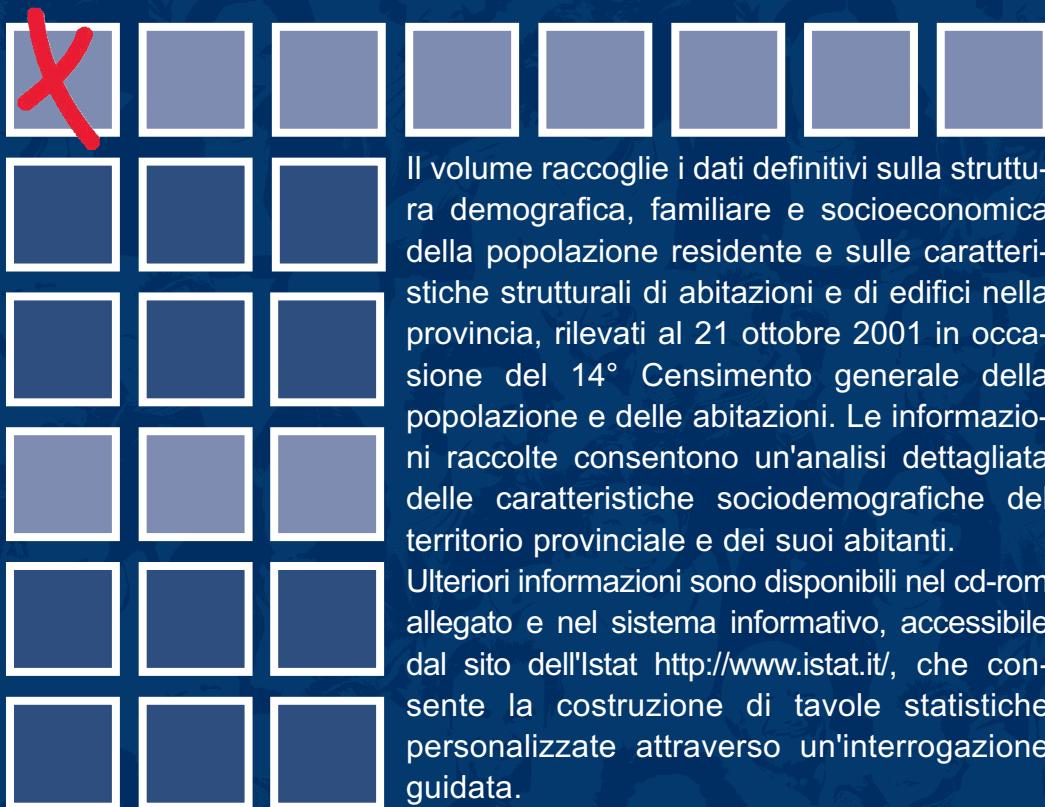 Il volume raccoglie i dati definitivi sulla struttu-
ra demografica, familiare e socioeconomica
della popolazione residente e sulle caratteri-
stiche strutturali di abitazioni e di edifici nella
provincia, rilevati al 21 ottobre 2001 in occa-
sione del 14° Censimento generale della
popolazione e delle abitazioni. Le informazio-
ni raccolte consentono un'analisi dettagliata
delle caratteristiche sociodemografiche del
territorio provinciale e dei suoi abitanti.
Ulteriori informazioni sono disponibili nel cd-rom
allegato e nel sistema informativo, accessibile
dal sito dell'Istat http://www.istat.it/, che con-
sente la costruzione di tavole statistiche
personalizzate attraverso un'interrogazione
guidata.